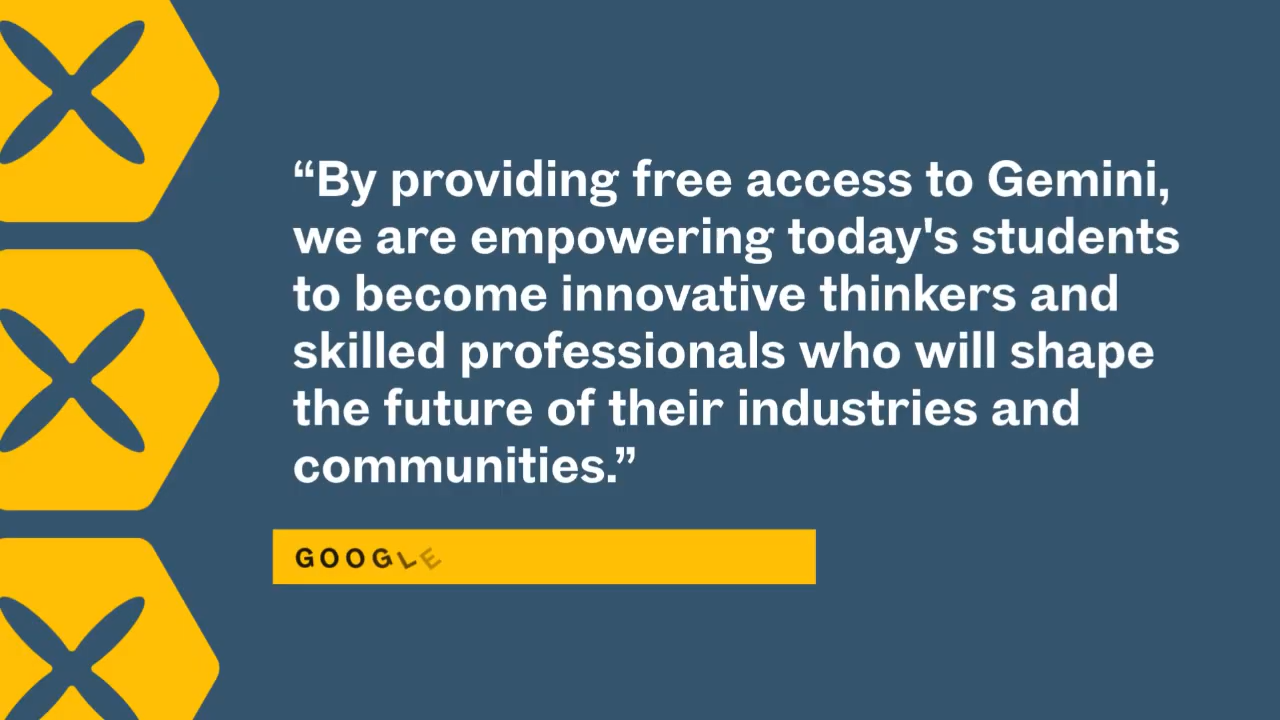 “By providing free access to Gemini,
we are empowering today's students
to become innovative thinkers and
skilled professionals who will shape
the future of their industries and
communities.”
GOOGLE